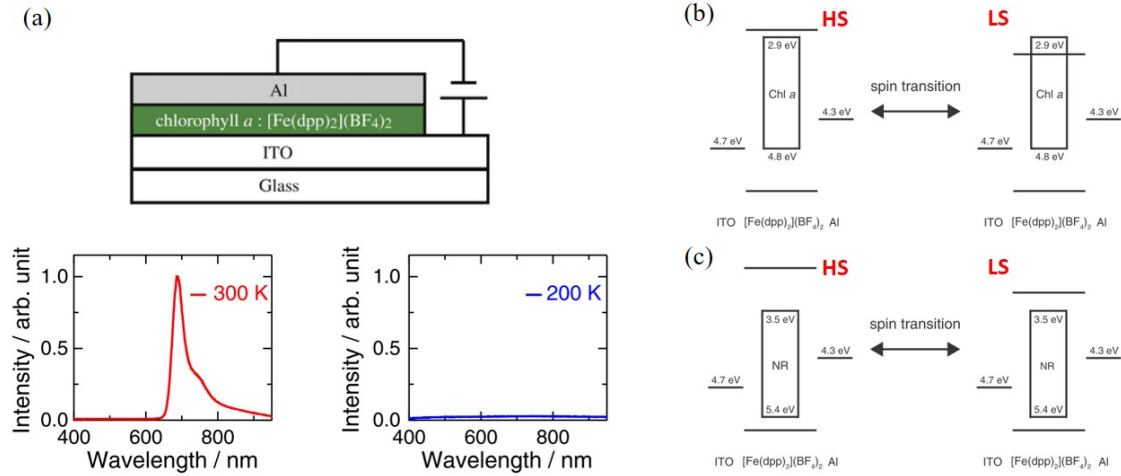 (a)
Al
chlorophyll a : [Fe(dpp)₂](BF₄)₂
ITO
Glass
Intensity / arb. unit
1.0
0.5
0.0
400 600 800
Wavelength / nm
300 K
Intensity / arb. unit
1.0
0.5
0.0
400 600 800
Wavelength / nm
200 K
(b)
HS
2.9 eV
Chl a
4.3 eV
4.7 eV
4.8 eV
ITO [Fe(dpp)₂](BF₄)₂ Al
spin transition
LS
2.9 eV
Chl a
4.3 eV
4.7 eV
4.8 eV
ITO [Fe(dpp)₂](BF₄)₂ Al
(c)
HS
3.5 eV
NR
4.3 eV
4.7 eV
5.4 eV
ITO [Fe(dpp)₂](BF₄)₂ Al
spin transition
LS
3.5 eV
NR
4.3 eV
4.7 eV
5.4 eV
ITO [Fe(dpp)₂](BF₄)₂ Al